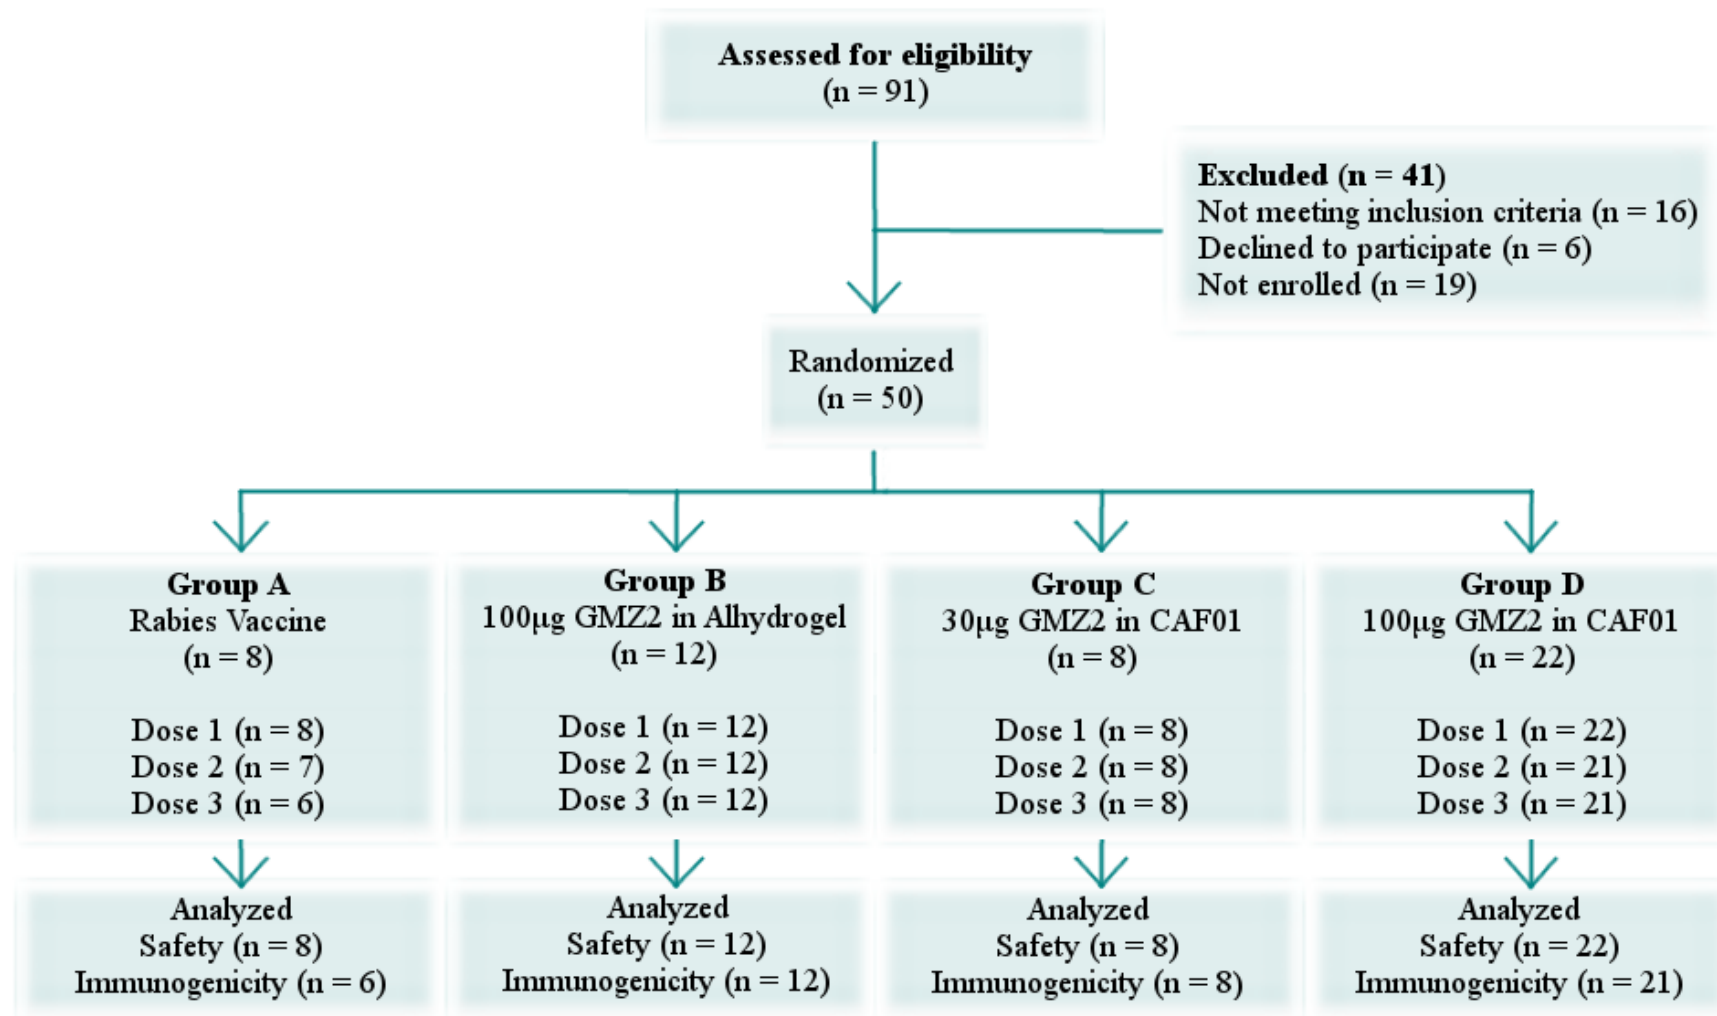 Assessed for eligibility
(n = 91)
Excluded (n = 41)
Not meeting inclusion criteria (n = 16)
Declined to participate (n = 6)
Not enrolled (n = 19)
Randomized
(n = 50)
Group A
Rabies Vaccine
(n = 8)
Dose 1 (n = 8)
Dose 2 (n = 7)
Dose 3 (n = 6)
Group B
100μg GMZ2 in Alhydrogel
(n = 12)
Dose 1 (n = 12)
Dose 2 (n = 12)
Dose 3 (n = 12)
Group C
30μg GMZ2 in CAF01
(n = 8)
Dose 1 (n = 8)
Dose 2 (n = 8)
Dose 3 (n = 8)
Group D
100μg GMZ2 in CAF01
(n = 22)
Dose 1 (n = 22)
Dose 2 (n = 21)
Dose 3 (n = 21)
Analyzed
Safety (n = 8)
Immunogenicity (n = 6)
Analyzed
Safety (n = 12)
Immunogenicity (n = 12)
Analyzed
Safety (n = 8)
Immunogenicity (n = 8)
Analyzed
Safety (n = 22)
Immunogenicity (n = 21)